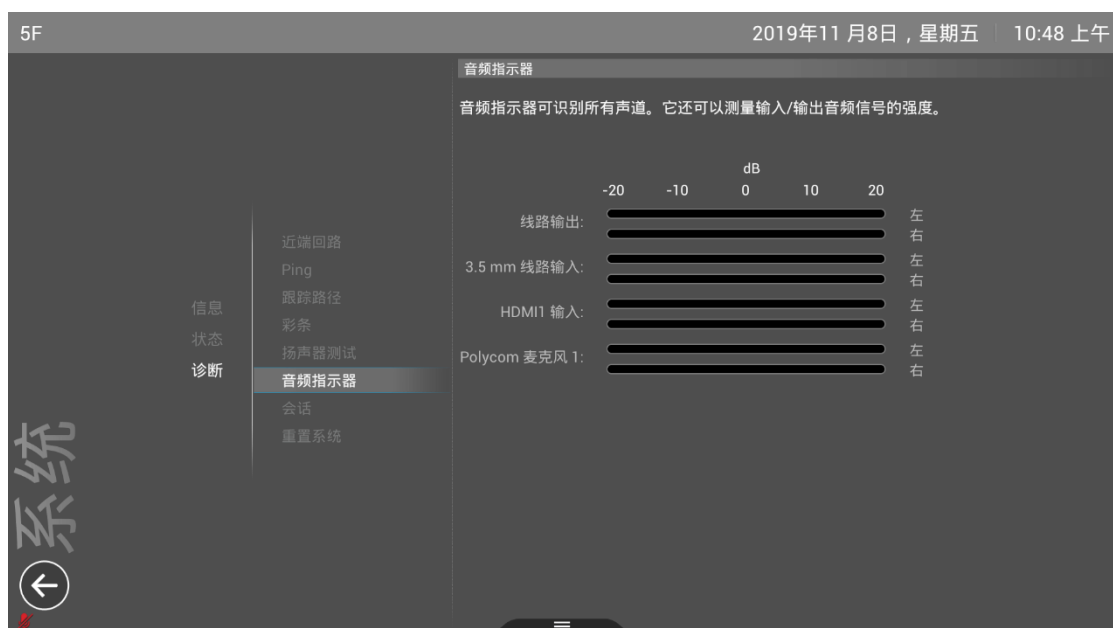 5F
2019年11月8日，星期五
10:48 上午
音频指示器
音频指示器可识别所有声道。它还可以测量输入/输出音频信号的强度。
dB
-20 -10 0 10 20
线路输出: 左
右
3.5 mm 线路输入: 左
右
HDMI1 输入: 左
右
Polycom 麦克风 1: 左
右
信息
状态
诊断
近端回路
Ping
跟踪路径
彩条
扬声器测试
音频指示器
会话
重置系统
系统